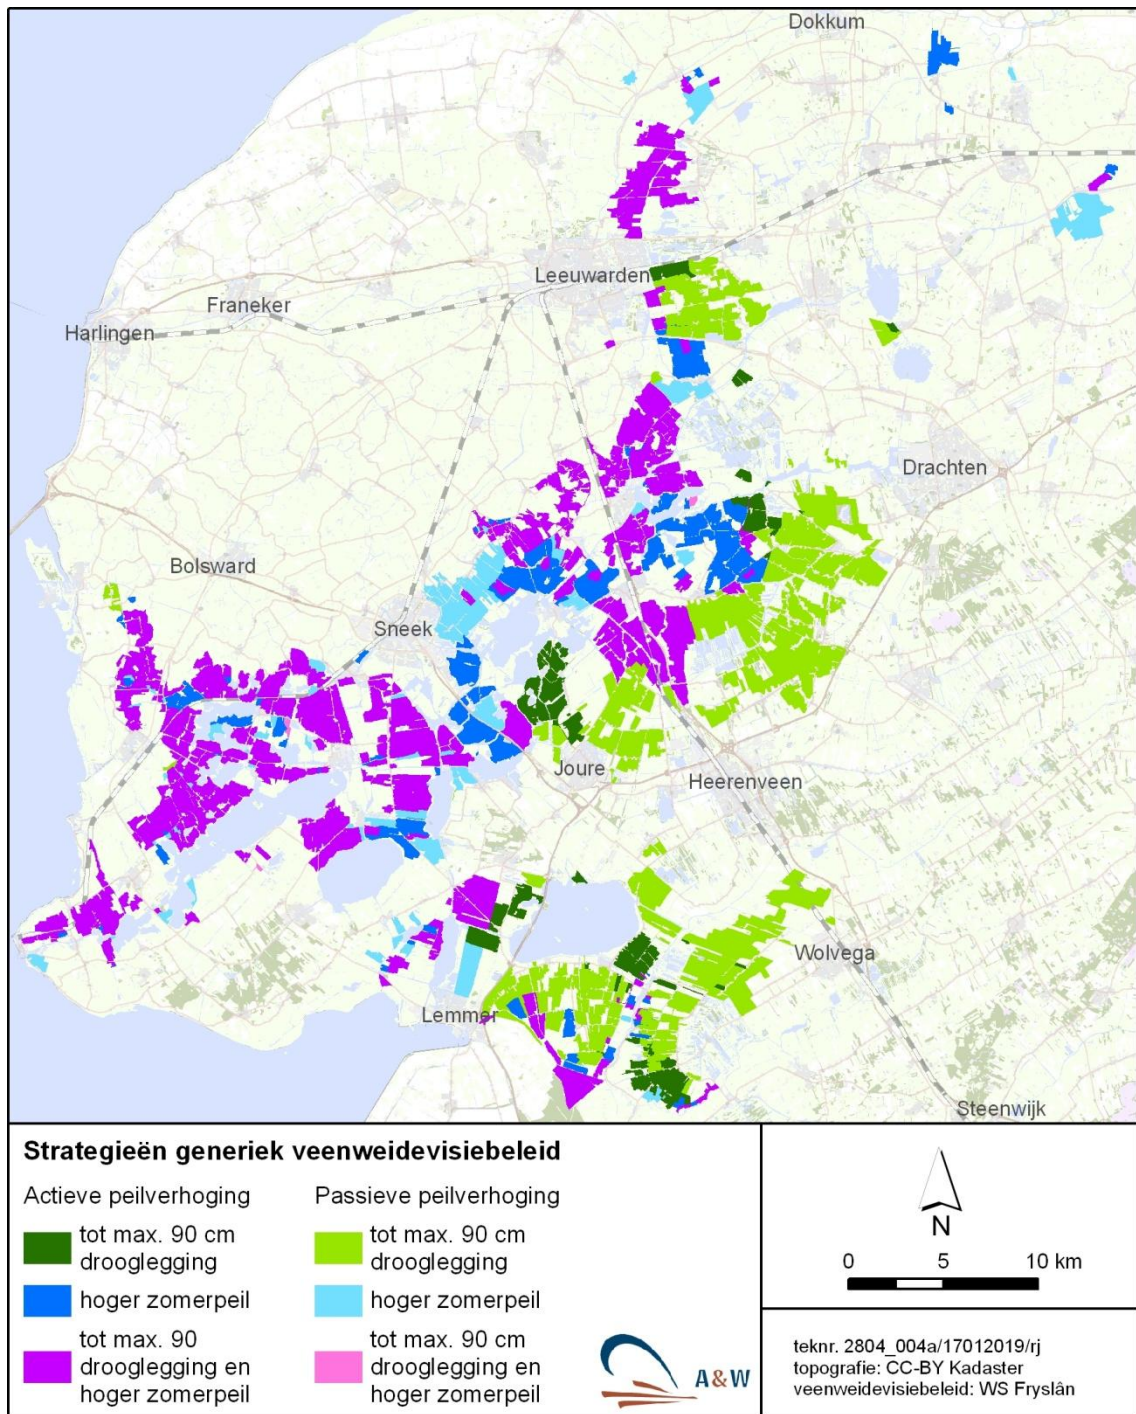 Dokkum
Leeuwarden
Franeker
Harlingen
Drachten
Bolsward
Sneek
Joure
Heerenveen
Wolvega
Lemmer
Steenwijk
Strategieën generiek veenweidevisiebeleid
Actieve peilverhoging
tot max. 90 cm
drooglegging
hoger zomerpeil
tot max. 90
drooglegging en
hoger zomerpeil
Passieve peilverhoging
tot max. 90 cm
drooglegging
hoger zomerpeil
tot max. 90 cm
drooglegging en
hoger zomerpeil
A&W
N
0 5 10 km
teknr. 2804_004a/17012019/rj
topografie: CC-BY Kadaster
veenweidevisiebeleid: WS Fryslân